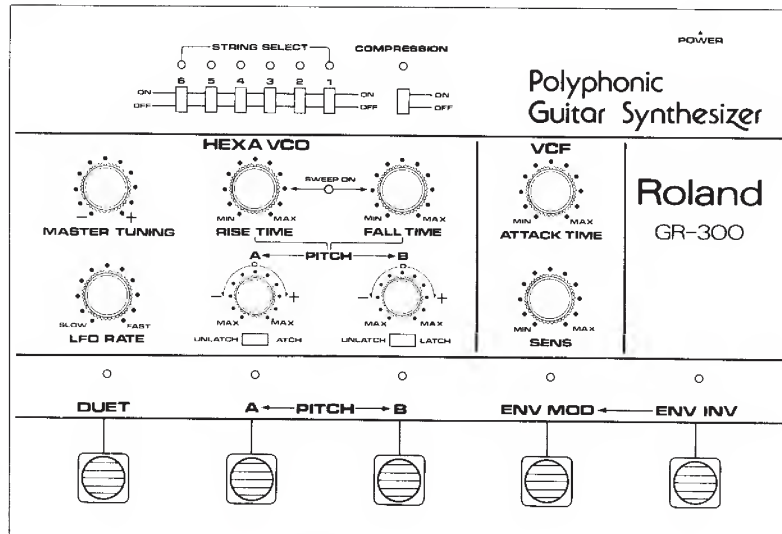 STRING SELECT
COMPRESSION
POWER
6 5 4 3 2 1
ON ON ON
OFF OFF OFF
Polyphonic
Guitar Synthesizer
HEXA VCO
VCF
SWEEP ON
- +
MIN MAX MIN MAX MIN MAX
MASTER TUNING RISE TIME FALL TIME ATTACK TIME
Roland
GR-300
A PITCH B
- + - +
SLOW FAST MAX MAX MAX MAX MIN MAX
LFO RATE UNLATCH ATCH UNLATCH LATCH SENS
DUET A PITCH B ENV MOD ENV INV